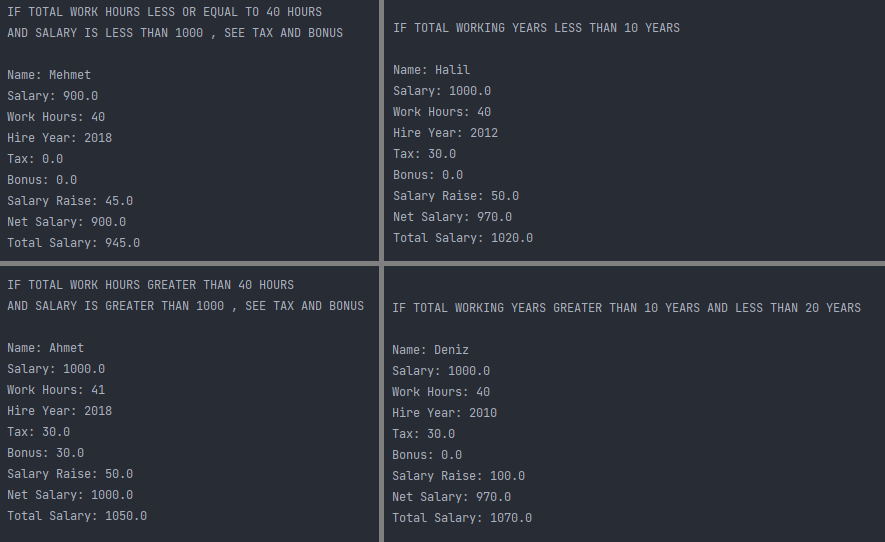 IF TOTAL WORK HOURS LESS OR EQUAL TO 40 HOURS
AND SALARY IS LESS THAN 1000 , SEE TAX AND BONUS
Name: Mehmet
Salary: 900.0
Work Hours: 40
Hire Year: 2018
Tax: 0.0
Bonus: 0.0
Salary Raise: 45.0
Net Salary: 900.0
Total Salary: 945.0
IF TOTAL WORKING YEARS LESS THAN 10 YEARS
Name: Halil
Salary: 1000.0
Work Hours: 40
Hire Year: 2012
Tax: 30.0
Bonus: 0.0
Salary Raise: 50.0
Net Salary: 970.0
Total Salary: 1020.0
IF TOTAL WORK HOURS GREATER THAN 40 HOURS
AND SALARY IS GREATER THAN 1000 , SEE TAX AND BONUS
Name: Ahmet
Salary: 1000.0
Work Hours: 41
Hire Year: 2018
Tax: 30.0
Bonus: 30.0
Salary Raise: 50.0
Net Salary: 1000.0
Total Salary: 1050.0
IF TOTAL WORKING YEARS GREATER THAN 10 YEARS AND LESS THAN 20 YEARS
Name: Deniz
Salary: 1000.0
Work Hours: 40
Hire Year: 2010
Tax: 30.0
Bonus: 0.0
Salary Raise: 100.0
Net Salary: 970.0
Total Salary: 1070.0